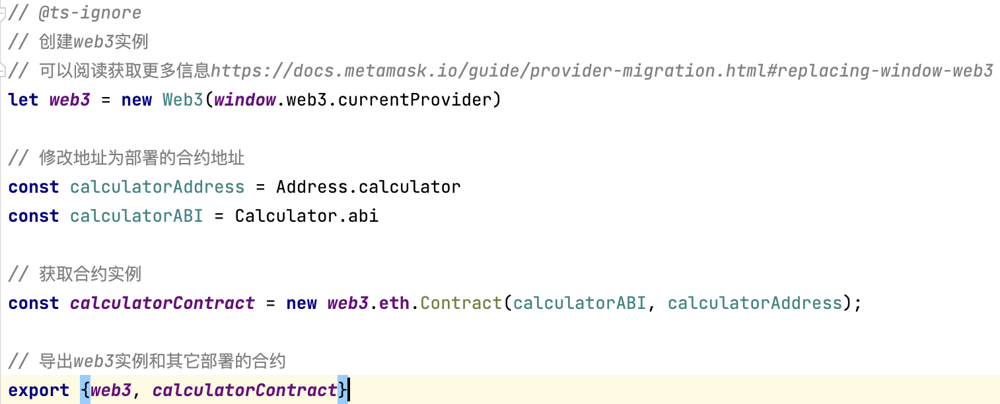 // @ts-ignore
// 创建web3实例
// 可以阅读获取更多信息https://docs.metamask.io/guide/provider-migration.html#replacing-window-web3
let web3 = new Web3(window.web3.currentProvider)
// 修改地址为部署的合约地址
const calculatorAddress = Address.calculator
const calculatorABI = Calculator.abi
// 获取合约实例
const calculatorContract = new web3.eth.Contract(calculatorABI, calculatorAddress);
// 导出web3实例和其它部署的合约
export {web3, calculatorContract}